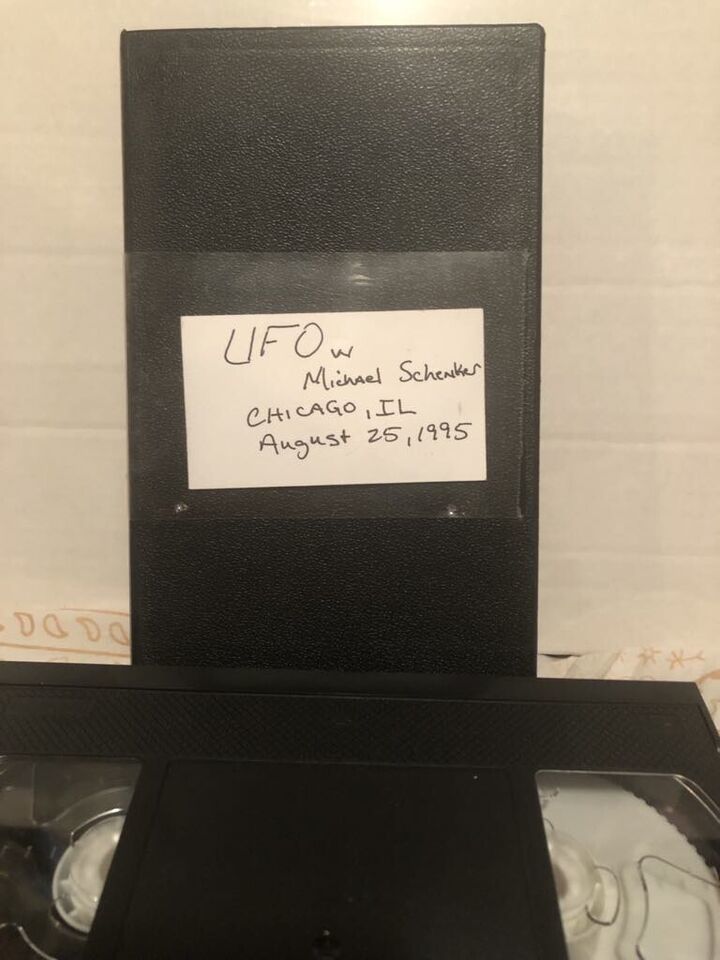 UFO w
Michael Schenker
CHICAGO, IL
August 25, 1995